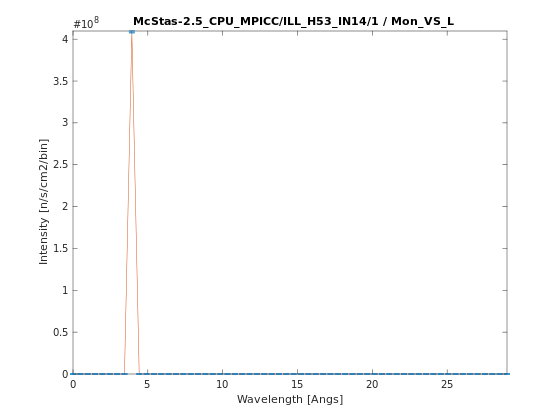 McStas-2.5_CPU_MPICC/ILL_H53_IN14/1 / Mon_VS_L
#10^8
4
3.5
3
2.5
2
1.5
1
0.5
0
Intensity [n/s/cm2/bin]
0 5 10 15 20 25
Wavelength [Angs]